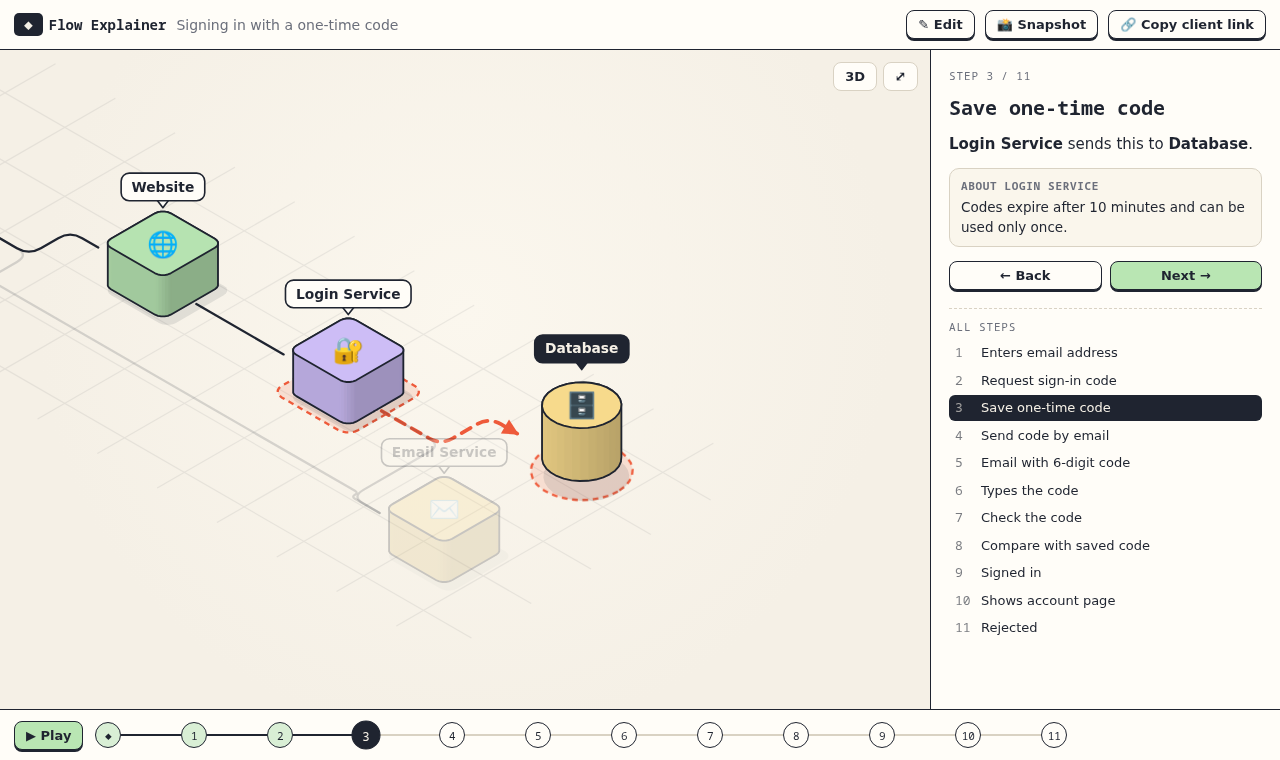 ◆ Flow Explainer Signing in with a one-time code
✎ Edit
📸 Snapshot
🔗 Copy client link
3D
⤢
Website
Login Service
Database
Email Service
STEP 3 / 11
Save one-time code
Login Service sends this to Database.
ABOUT LOGIN SERVICE
Codes expire after 10 minutes and can be
used only once.
← Back
Next →
ALL STEPS
1 Enters email address
2 Request sign-in code
3 Save one-time code
4 Send code by email
5 Email with 6-digit code
6 Types the code
7 Check the code
8 Compare with saved code
9 Signed in
10 Shows account page
11 Rejected
▶ Play
◆ 1 2 3 4 5 6 7 8 9 10 11